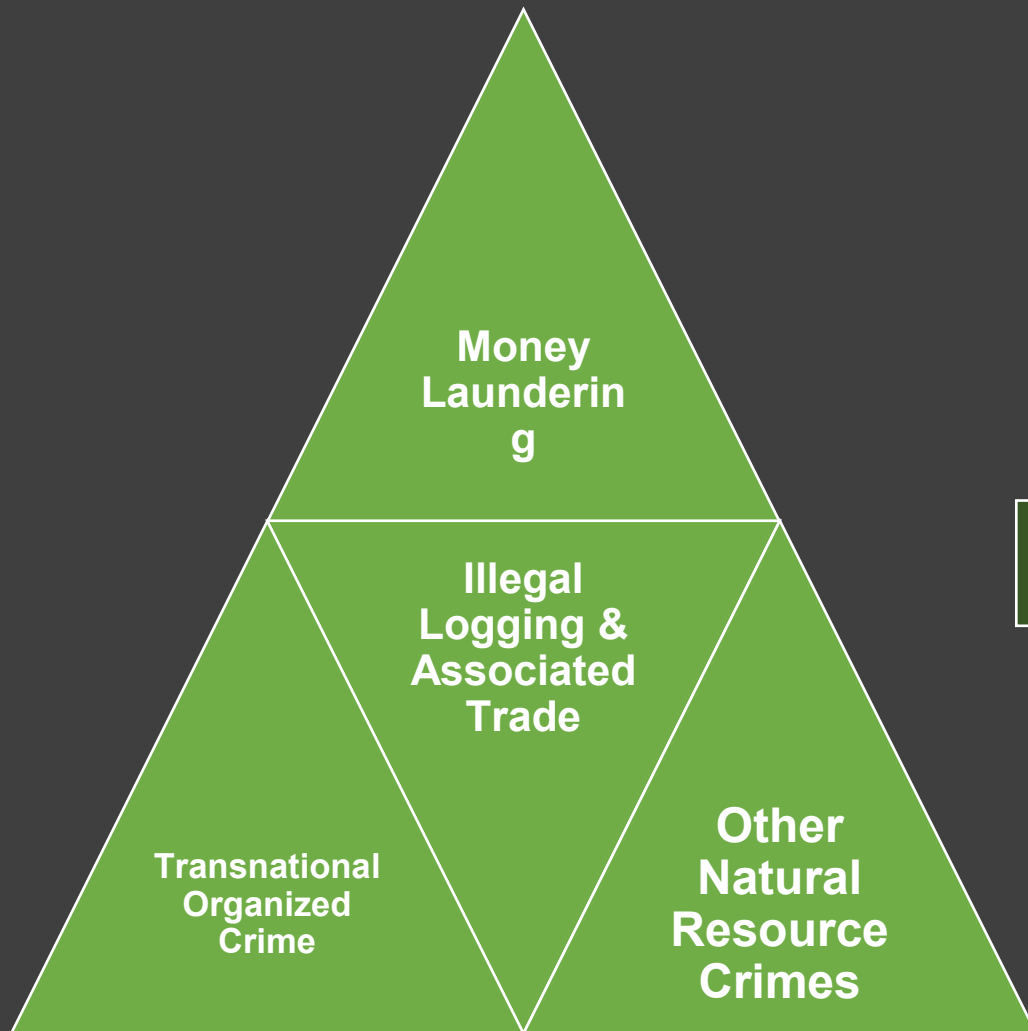 Money
Launderin
g
Illegal
Logging &
Associated
Trade
Transnational
Organized
Crime
Other
Natural
Resource
Crimes